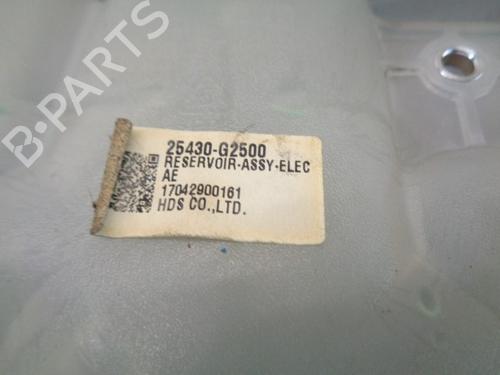 B-PARTS
25430-G2500
RESERVOIR-ASSY-ELEC
AE
17042900161
HDS CO.,LTD.